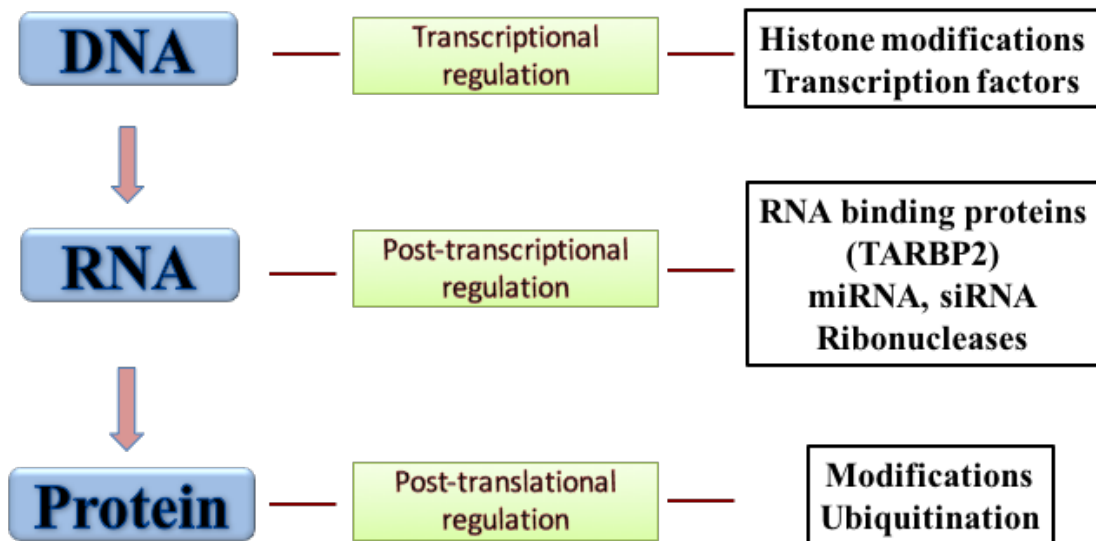 DNA
Transcriptional
regulation
Histone modifications
Transcription factors
RNA
Post-transcriptional
regulation
RNA binding proteins
(TARBP2)
miRNA, siRNA
Ribonucleases
Protein
Post-translational
regulation
Modifications
Ubiquitination